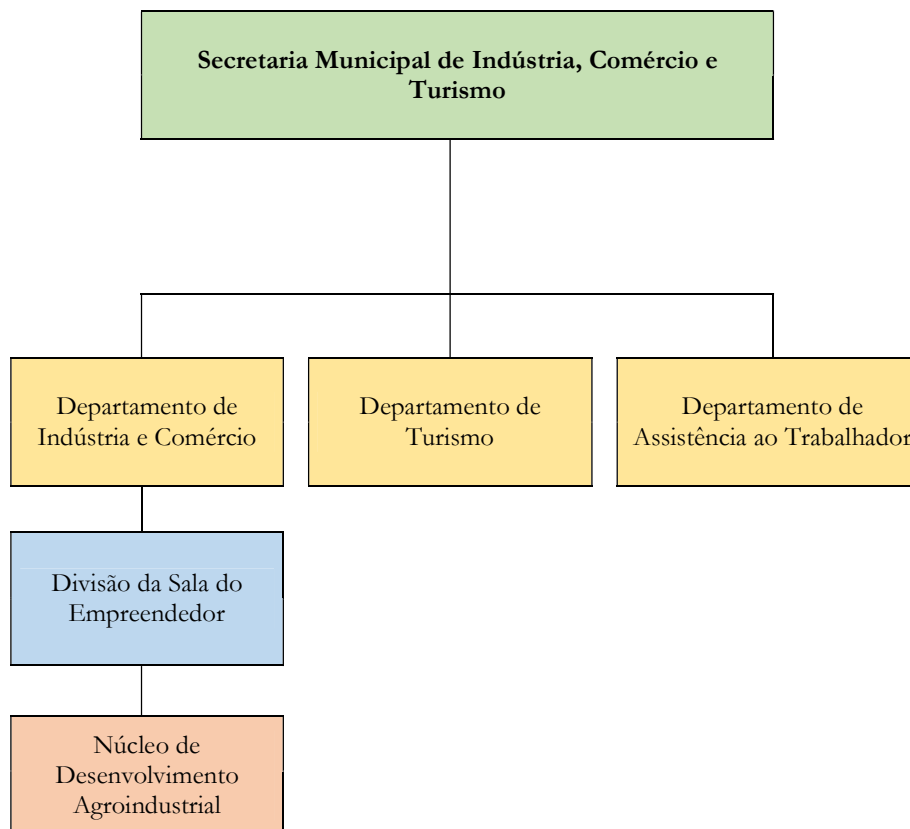 Secretaria Municipal de Indústria, Comércio e
Turismo
Departamento de
Indústria e Comércio
Departamento de
Turismo
Departamento de
Assistência ao Trabalhador
Divisão da Sala do
Empreendedor
Núcleo de
Desenvolvimento
Agroindustrial